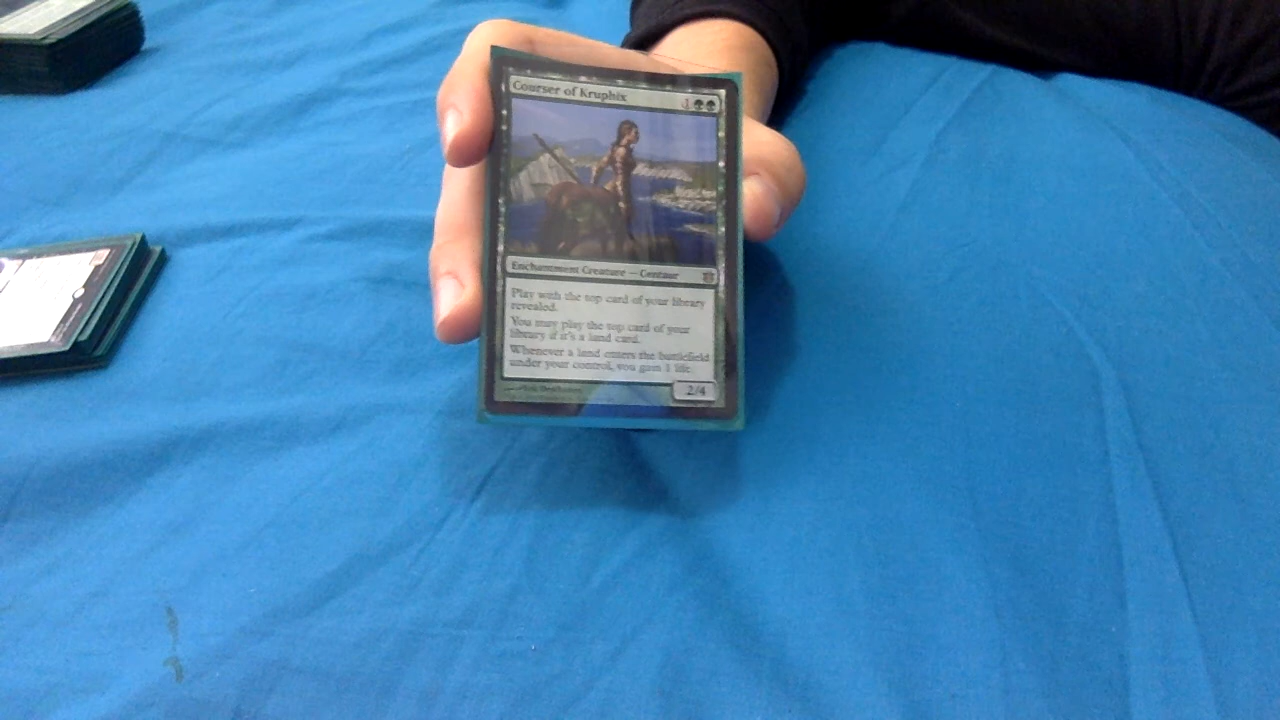 Courser of Kruphix
1
Enchantment Creature — Centaur
Play with the top card of your library
revealed.
You may play the top card of your
library if it's a land card.
Whenever a land enters the battlefield
under your control, you gain 1 life.
2/4